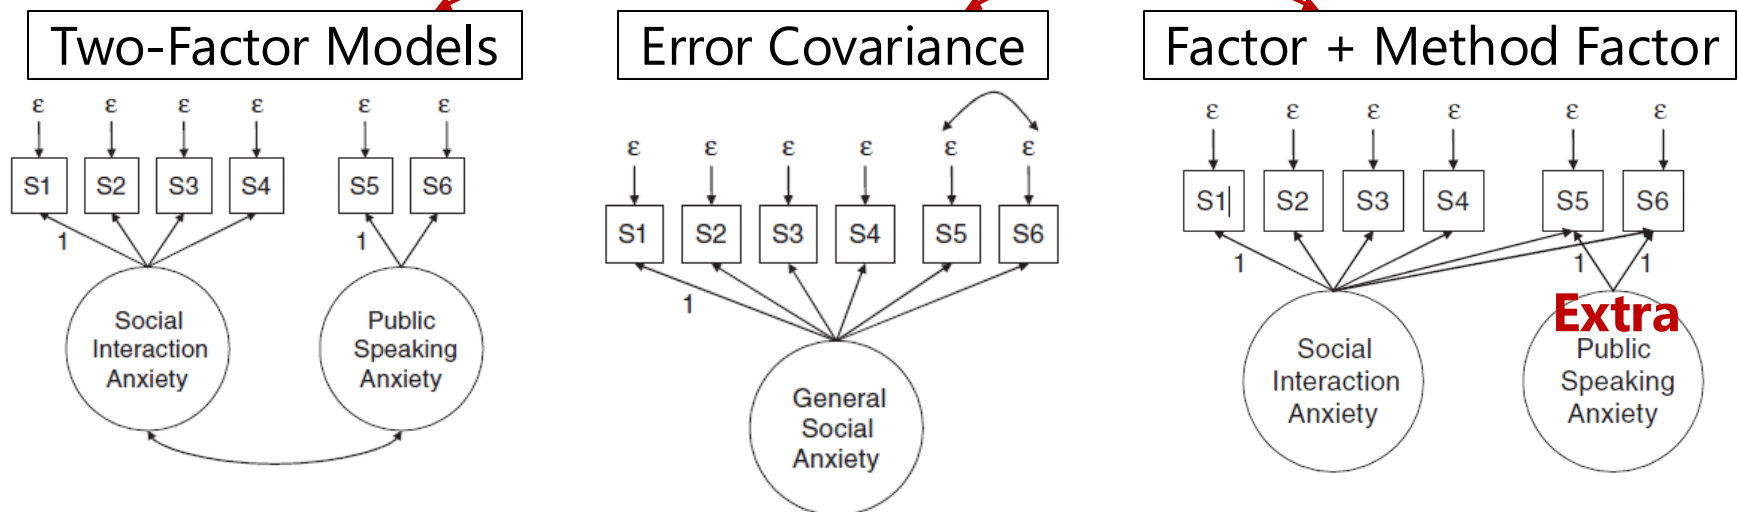 Two-Factor Models
ε ε ε ε ε ε
S1 S2 S3 S4 S5 S6
1 1
Social
Interaction
Anxiety
Public
Speaking
Anxiety
Error Covariance
ε ε ε ε ε ε
S1 S2 S3 S4 S5 S6
1
General
Social
Anxiety
Factor + Method Factor
ε ε ε ε ε ε
S1 S2 S3 S4 S5 S6
1 1 1
Social
Interaction
Anxiety
Extra
Public
Speaking
Anxiety